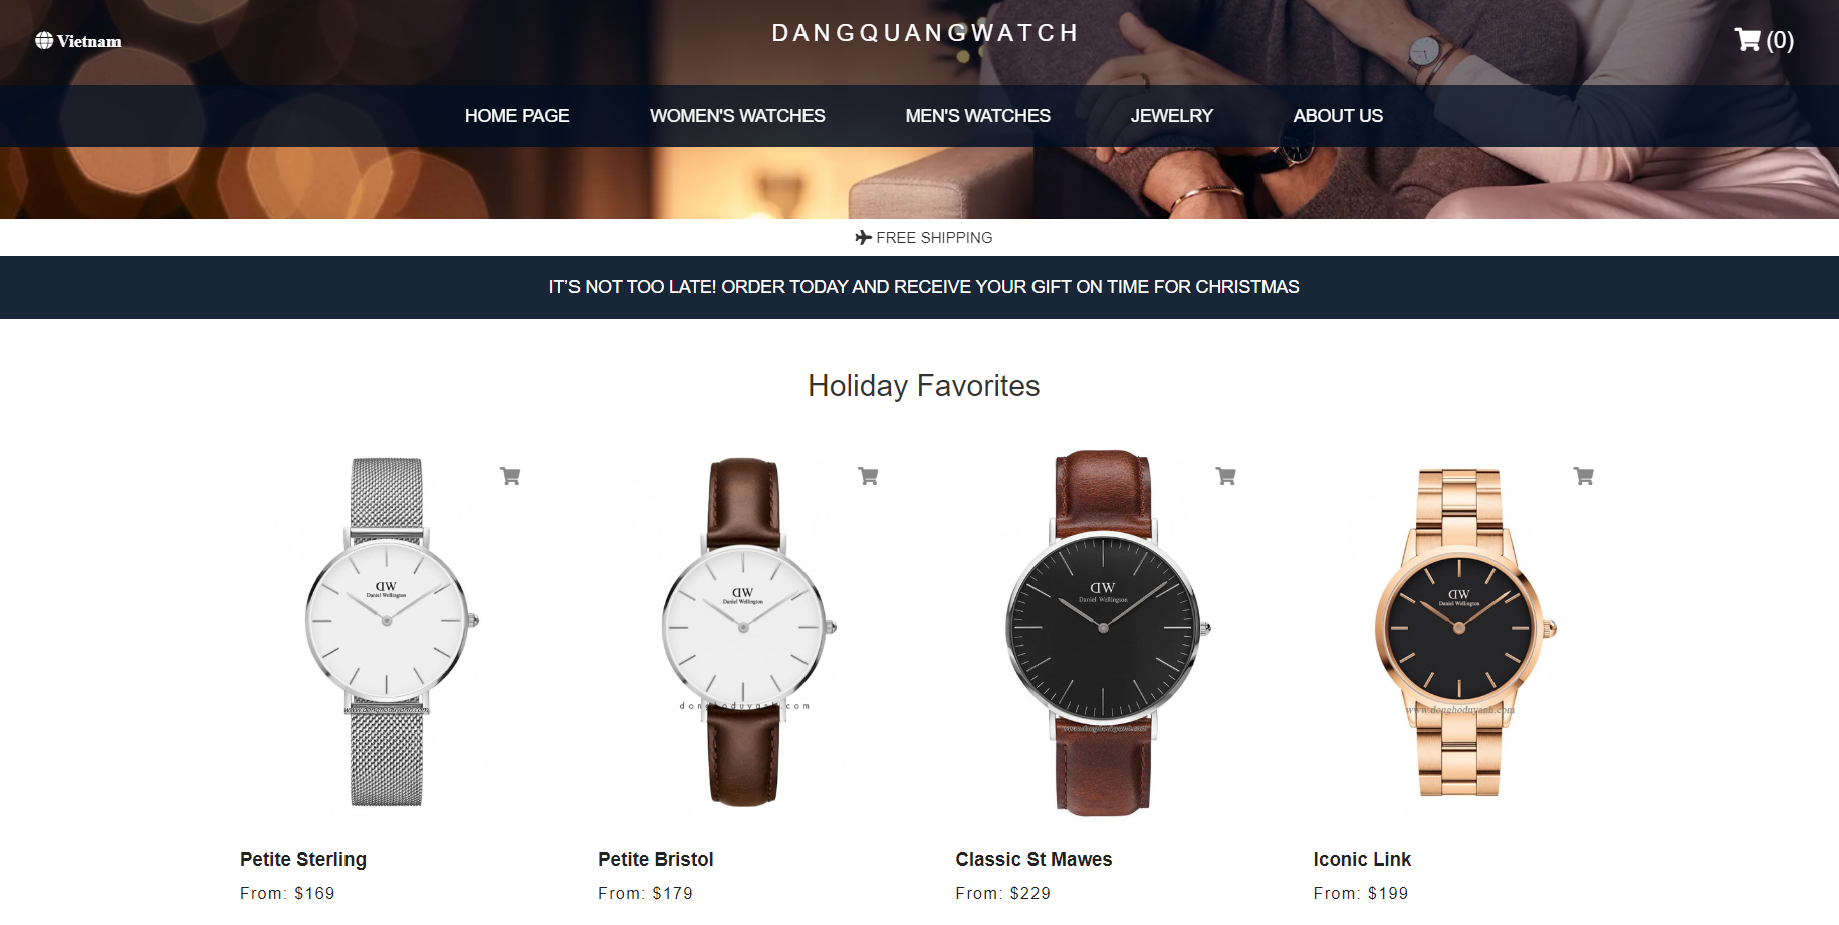 DANGQUANGWATCH
Vietnam
(0)
HOME PAGE WOMEN'S WATCHES MEN'S WATCHES JEWELRY ABOUT US
FREE SHIPPING
IT’S NOT TOO LATE! ORDER TODAY AND RECEIVE YOUR GIFT ON TIME FOR CHRISTMAS
Holiday Favorites
DW
Daniel Wellington
DW
Daniel Wellington
DW
Daniel Wellington
DW
Daniel Wellington
www.donghoduyanh.com
Petite Sterling
From: $169
Petite Bristol
From: $179
Classic St Mawes
From: $229
Iconic Link
From: $199